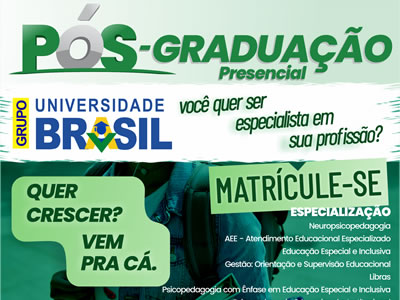 PÓS-GRADUAÇÃO
Presencial
GRUPO
UNIVERSIDADE
BRASIL
você quer ser
especialista em
sua profissão?
QUER
CRESCER?
VEM
PRA CÁ.
MATRÍCULE-SE
ESPECIALIZAÇÃO
Neuropsicopedagogia
AEE - Atendimento Educacional Especializado
Educação Especial e Inclusiva
Gestão: Orientação e Supervisão Educacional
Libras
Psicopedagogia com Ênfase em Educação Especial e Inclusiva